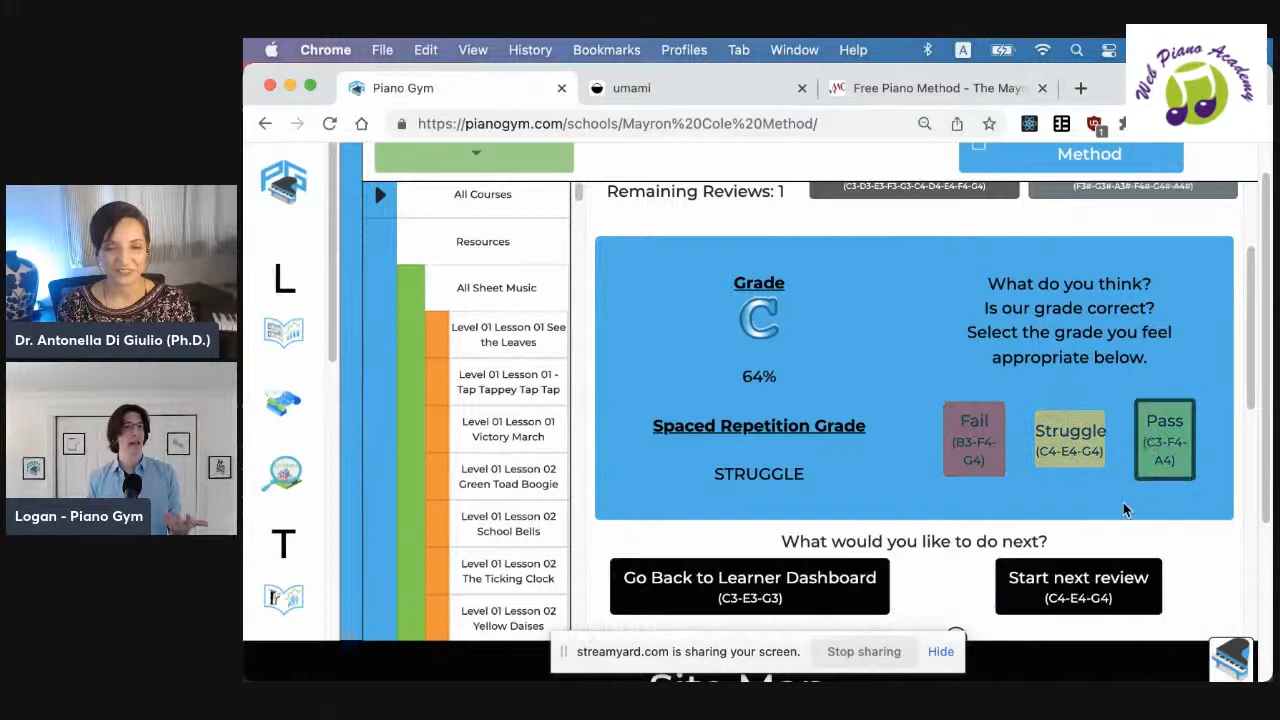 Chrome File Edit View History Bookmarks Profiles Tab Window Help
A
Web Piano Academy
Piano Gym
umami
Free Piano Method - The Mayr
https://pianogym.com/schools/Mayron%20Cole%20Method/
1
PG
L
T
Method
All Courses
Resources
All Sheet Music
Level 01 Lesson 01 See
the Leaves
Level 01 Lesson 01 -
Tap Tappey Tap Tap
Level 01 Lesson 01
Victory March
Level 01 Lesson 02
Green Toad Boogie
Level 01 Lesson 02
School Bells
Level 01 Lesson 02
The Ticking Clock
Level 01 Lesson 02
Yellow Daises
Remaining Reviews: 1
(C3-D3-E3-F3-G3-C4-D4-E4-F4-G4)
(F3#-G3#-A3#-F4#-G4#-A4#)
Grade
C
64%
Spaced Repetition Grade
STRUGGLE
What do you think?
Is our grade correct?
Select the grade you feel
appropriate below.
Fail
(B3-F4-
G4)
Struggle
(C4-E4-G4)
Pass
(C3-F4-
A4)
What would you like to do next?
Go Back to Learner Dashboard
(C3-E3-G3)
Start next review
(C4-E4-G4)
streamyard.com is sharing your screen.
Stop sharing
Hide
Site Map
Dr. Antonella Di Giulio (Ph.D.)
Logan - Piano Gym